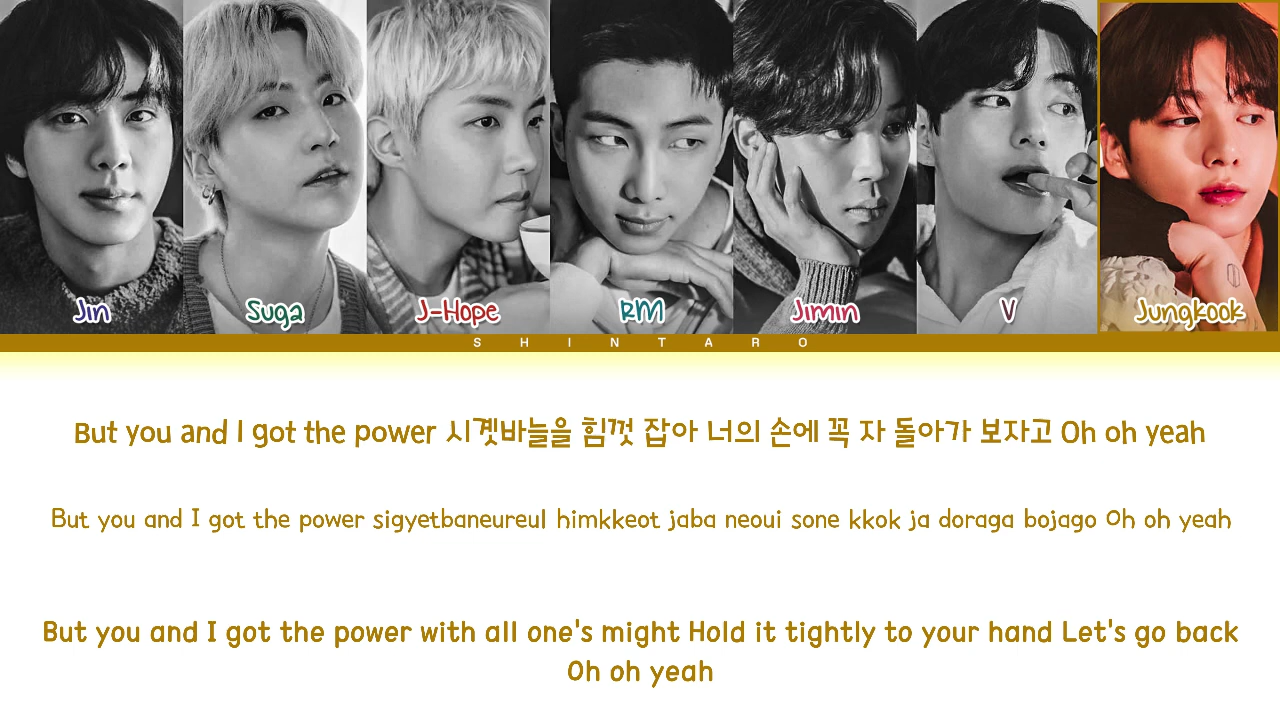 Jin
Suga
J-Hope
RM
Jimin
V
Jungkook
SHINTARO
But you and I got the power 시곗바늘을 힘껏 잡아 너의 손에 꼭 자 돌아가 보자고 Oh oh yeah
But you and I got the power sigyetbaneureul himkkeot jaba neoui sone kkok ja doraga bojago Oh oh yeah
But you and I got the power with all one's might Hold it tightly to your hand Let's go back
Oh oh yeah